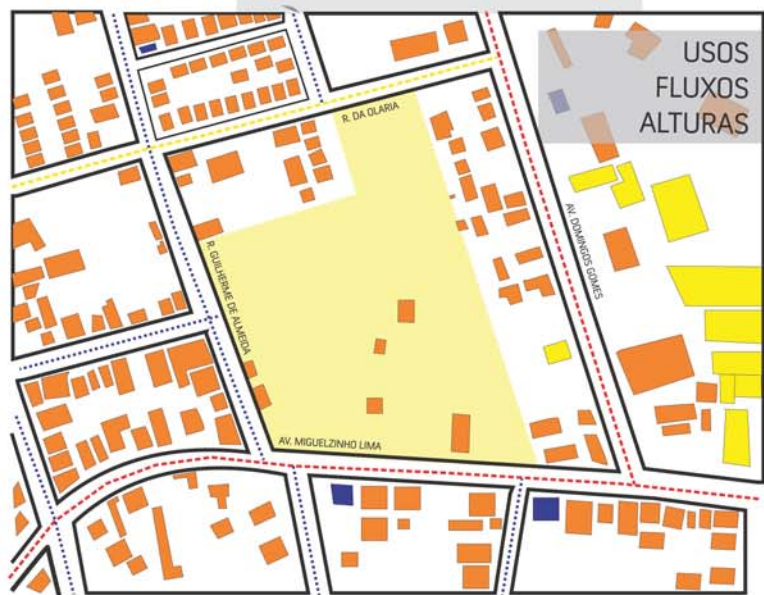 USOS
FLUXOS
ALTURAS
R. DA OLARIA
AV. DOMINGOS GOMES
R. GUILHERME DE ALMEIDA
AV. MIGUELZINHO LIMA